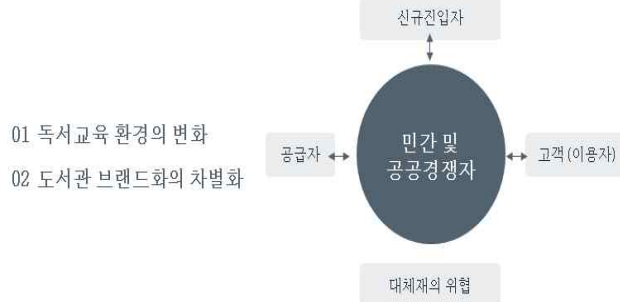 신규진입자
01 독서교육 환경의 변화
02 도서관 브랜드화의 차별화
공급자
민간 및
공공경쟁자
고객(이용자)
대체재의 위협